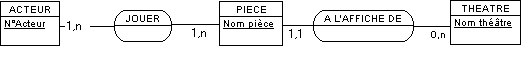 ACTEUR
N°Acteur
1,n
JOUER
1,n
PIECE
Nom pièce
1,1
A L'AFFICHE DE
0,n
THEATRE
Nom théâtre